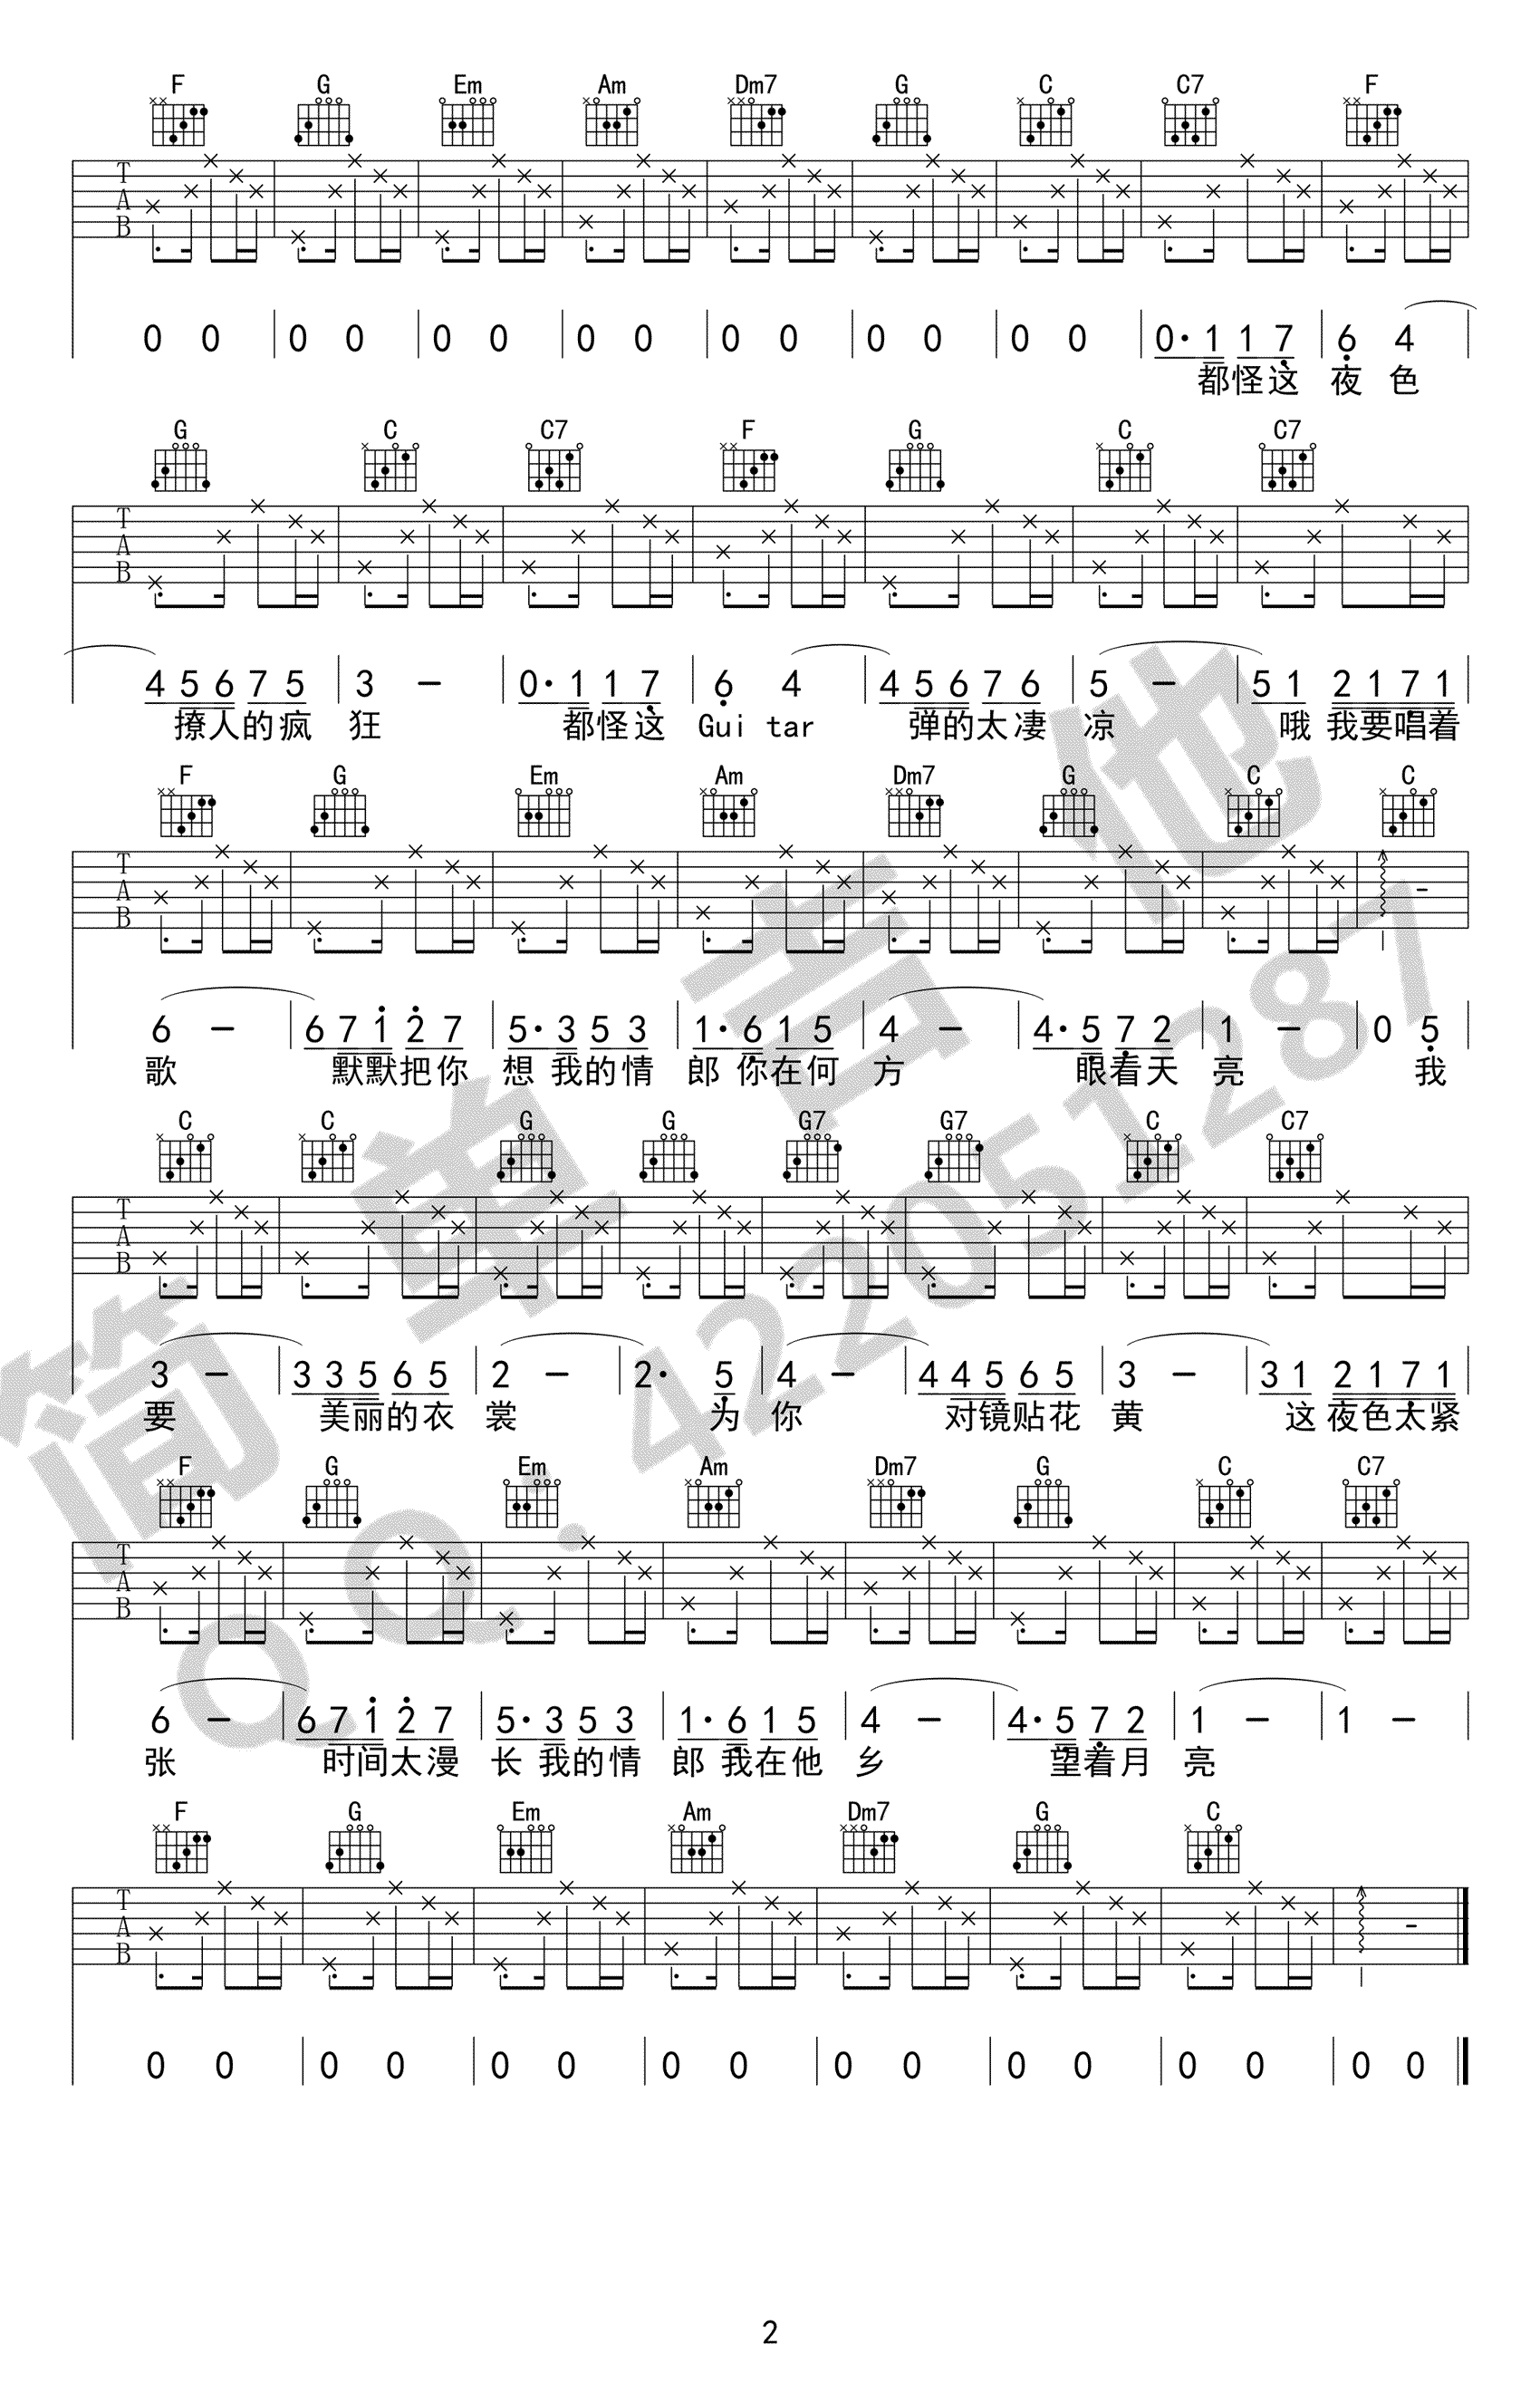 F G Em Am Dm7 G C C7 F
T A B
0 0 0 0 0 0 0 0 0 0 0 0 0 0 0· 1 1 7 6 4
都怪这 夜 色
G C C7 F G C C7
T A B
4 5 6 7 5 3 － 0· 1 1 7 6 4 4 5 6 7 6 5 － 5 1 2 1 7 1
撩人的疯 狂 都怪这 Gui tar 弹的太凄 凉 哦 我要唱着
F G Em Am Dm7 G C C
T A B
6 － 6 7 1 2 7 5· 3 5 3 1· 6 1 5 4 － 4· 5 7 2 1 － 0 5
歌 默默把你 想 我的情 郎 你在何 方 眼看天 亮 我
C C G G G7 G7 C C7
T A B
3 － 3 3 5 6 5 2 － 2· 5 4 － 4 4 5 6 5 3 － 3 1 2 1 7 1
要 美丽的衣 裳 为 你 对镜贴花 黄 这 夜色太紧
F G Em Am Dm7 G C C7
T A B
6 － 6 7 1 2 7 5· 3 5 3 1· 6 1 5 4 － 4· 5 7 2 1 － 1 －
张 时间太漫 长 我的情 郎 我在他 乡 望着月 亮
F G Em Am Dm7 G C
T A B
0 0 0 0 0 0 0 0 0 0 0 0 0 0 0 0
简单吉他
QQ:422051287
2